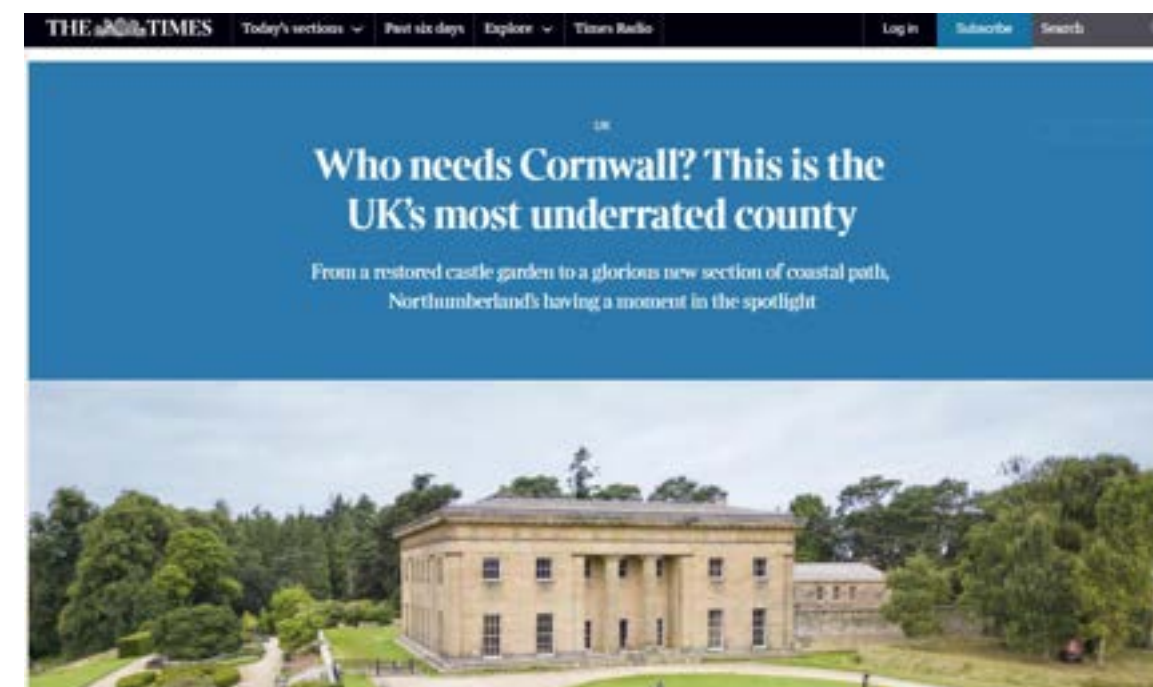 THE TIMES Today's sections Past six days Explore Times Radio Log in Subscribe Search
UK
Who needs Cornwall? This is the
UK's most underrated county
From a restored castle garden to a glorious new section of coastal path,
Northumberland's having a moment in the spotlight